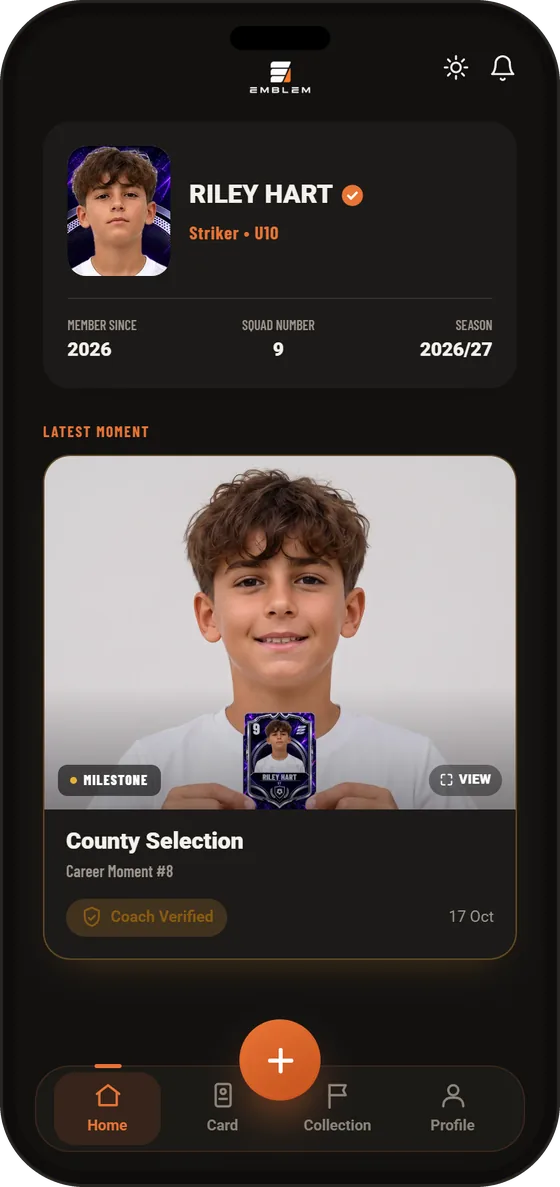 EMBLEM
RILEY HART
Striker • U10
MEMBER SINCE
SQUAD NUMBER
SEASON
2026
9
2026/27
LATEST MOMENT
9
RILEY HART
MILESTONE
VIEW
County Selection
Career Moment #8
Coach Verified
17 Oct
Home
Card
Collection
Profile